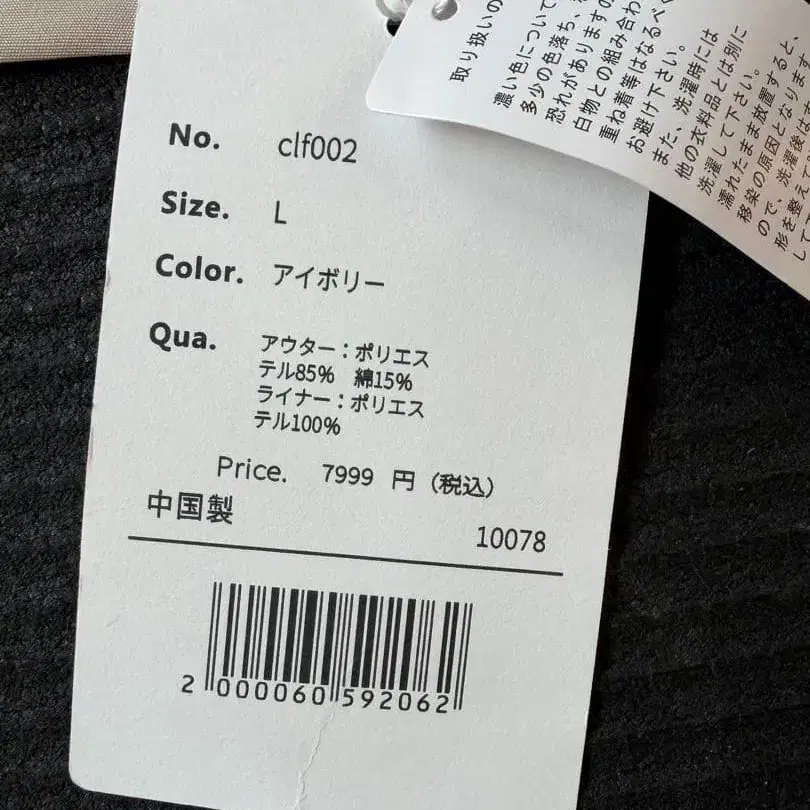 No. clf002
Size. L
Color. アイボリー
Qua. アウター：ポリエス
テル85% 綿15%
ライナー：ポリエス
テル100%
Price. 7999 円（税込）
中国製
10078
2 000060 592062
取り扱いの
濃い色について
多少の色落ち、
恐れがありますの
白物との組み合わ
重ね着等はなるべく
お避け下さい。
また、洗濯時には
他の衣料品とは別に
洗濯して下さい。
濡れたまま放置すると、
移染の原因となります
ので、洗濯後は
形を整えて
して